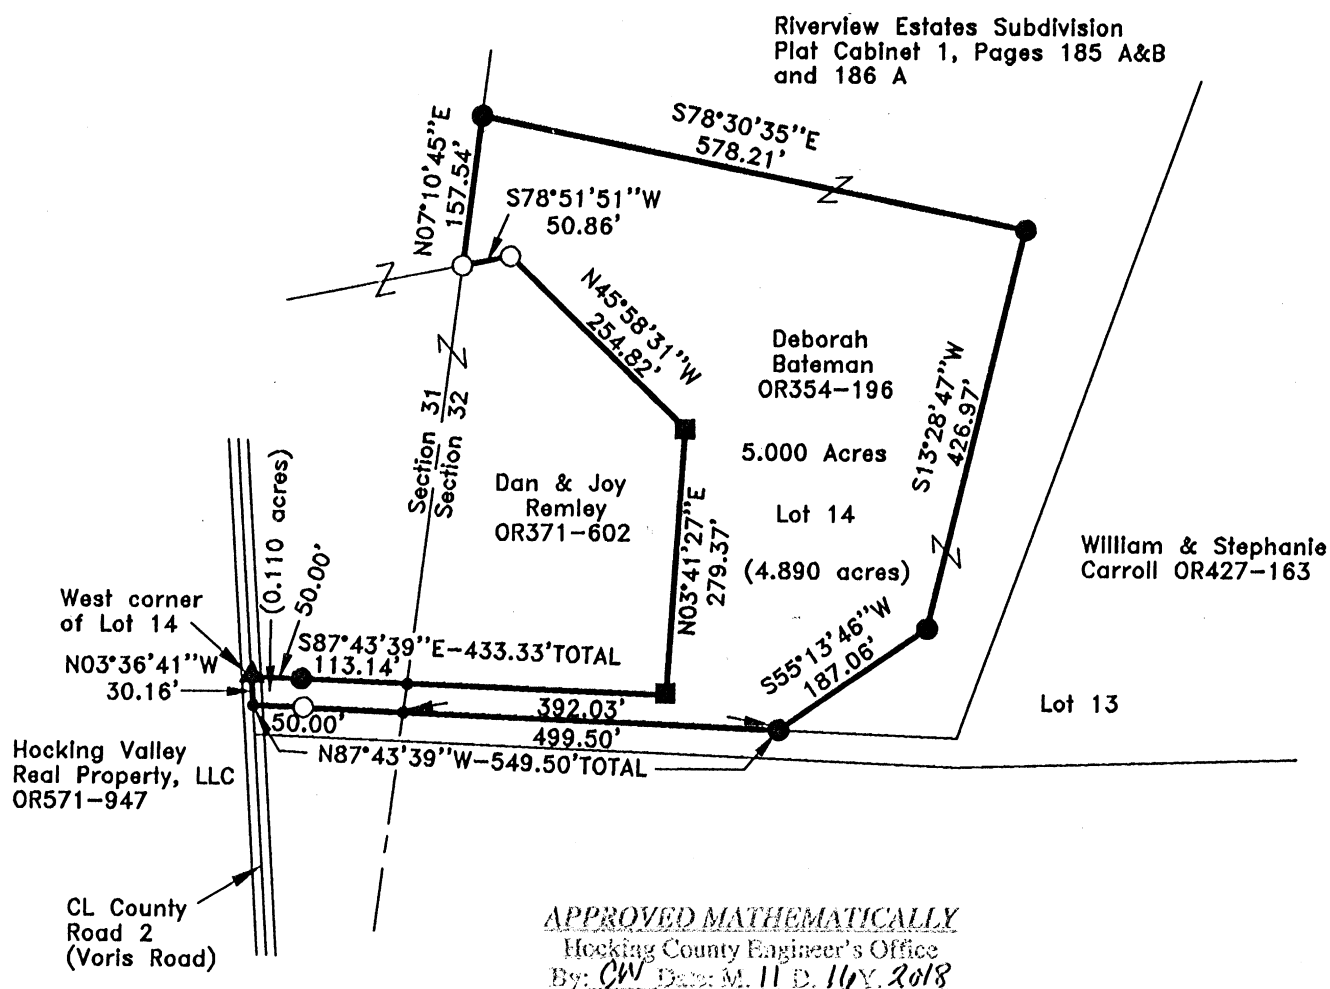 Riverview Estates Subdivision
Plat Cabinet 1, Pages 185 A&B
and 186 A
S78°30'35"E
578.21'
N07°10'45"E
157.54'
S78°51'51"W
50.86'
N45°58'31"W
254.82'
Deborah
Bateman
OR354-196
5.000 Acres
Lot 14
(4.890 acres)
S13°28'47"W
426.97'
Section 31
Section 32
Dan & Joy
Remley
OR371-602
N03°41'27"E
279.37'
William & Stephanie
Carroll OR427-163
(0.110 acres)
50.00'
West corner
of Lot 14
S87°43'39"E-433.33'TOTAL
113.14'
N03°36'41"W
30.16'
S55°13'46"W
187.06'
Lot 13
392.03'
50.00'
499.50'
N87°43'39"W-549.50'TOTAL
Hocking Valley
Real Property, LLC
OR571-947
CL County
Road 2
(Voris Road)
APPROVED MATHEMATICALLY
Hocking County Engineer's Office
By: CW Date: M. 11 D. 16 Y. 2018